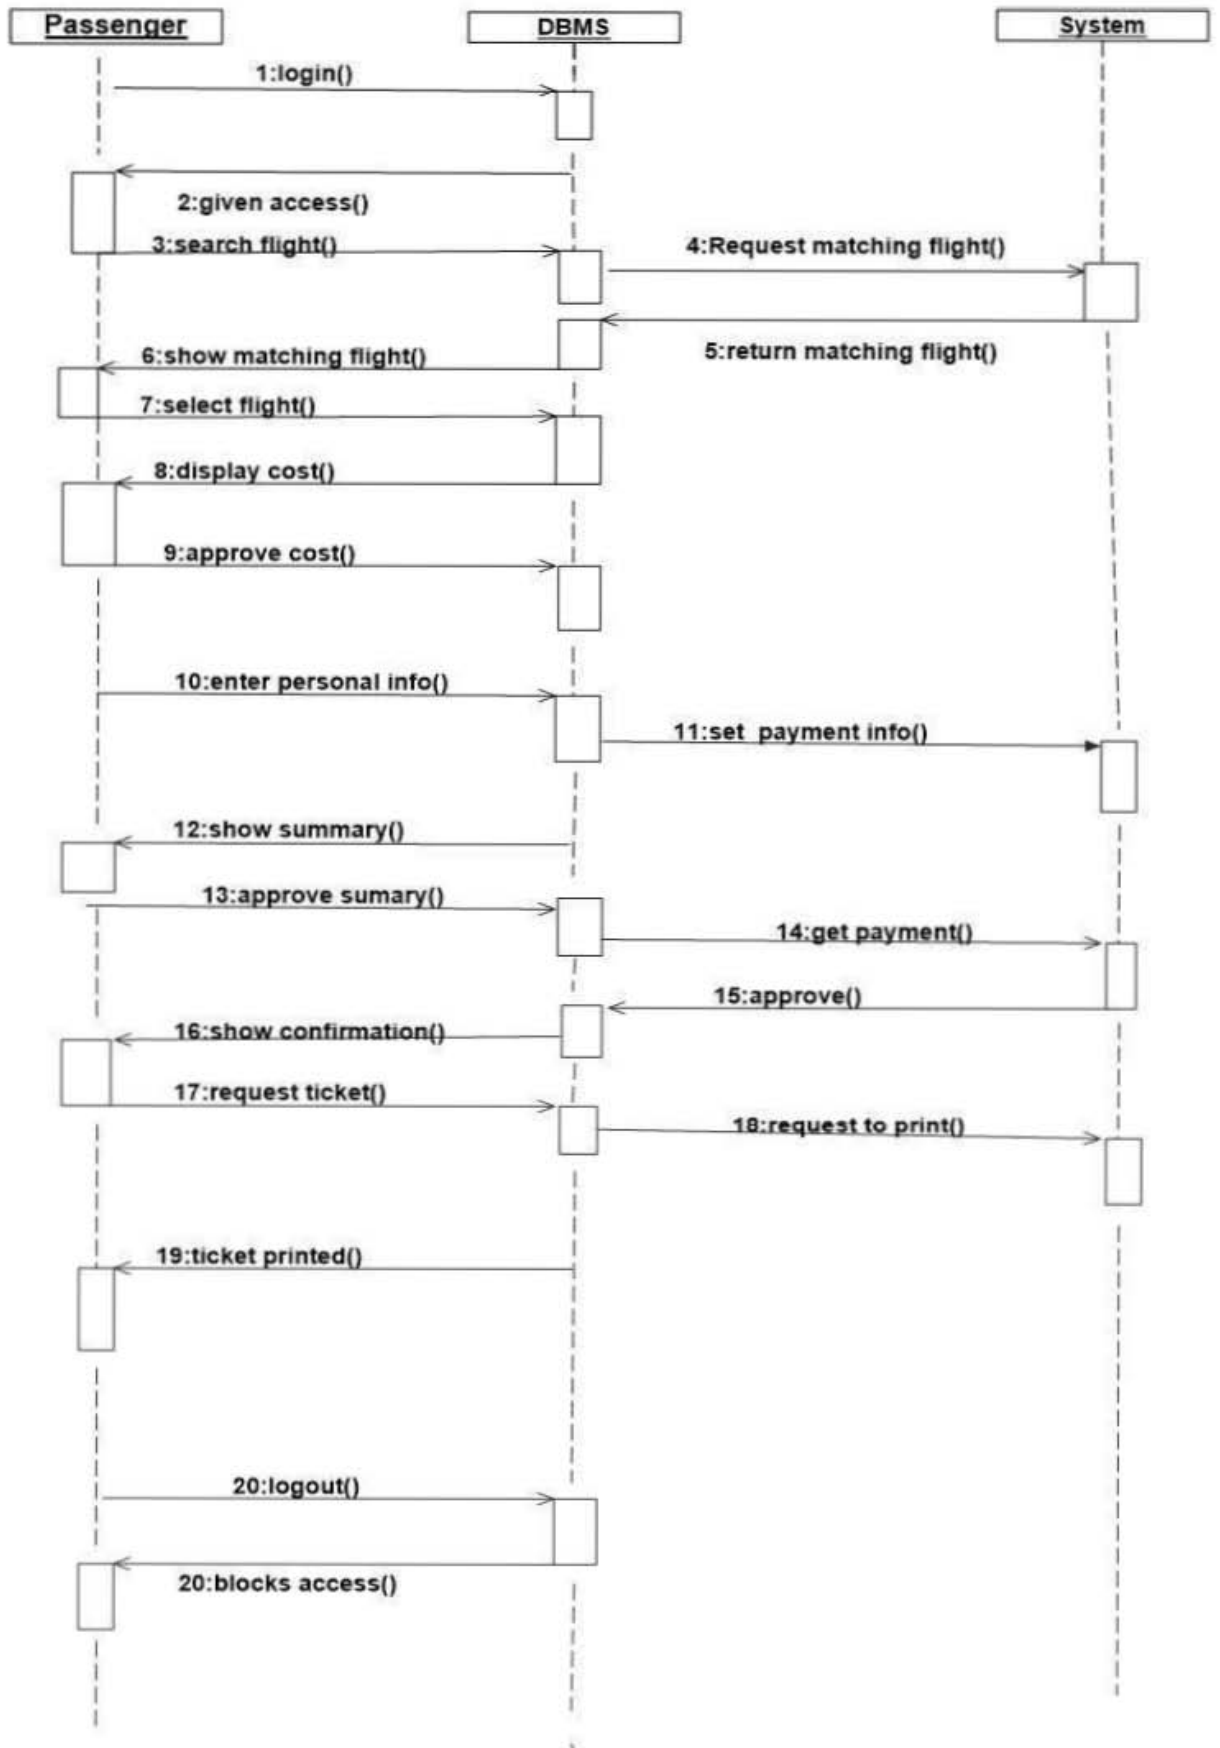 Passenger
DBMS
System
1:login()
2:given access()
3:search flight()
4:Request matching flight()
5:return matching flight()
6:show matching flight()
7:select flight()
8:display cost()
9:approve cost()
10:enter personal info()
11:set  payment info()
12:show summary()
13:approve sumary()
14:get payment()
15:approve()
16:show confirmation()
17:request ticket()
18:request to print()
19:ticket printed()
20:logout()
20:blocks access()